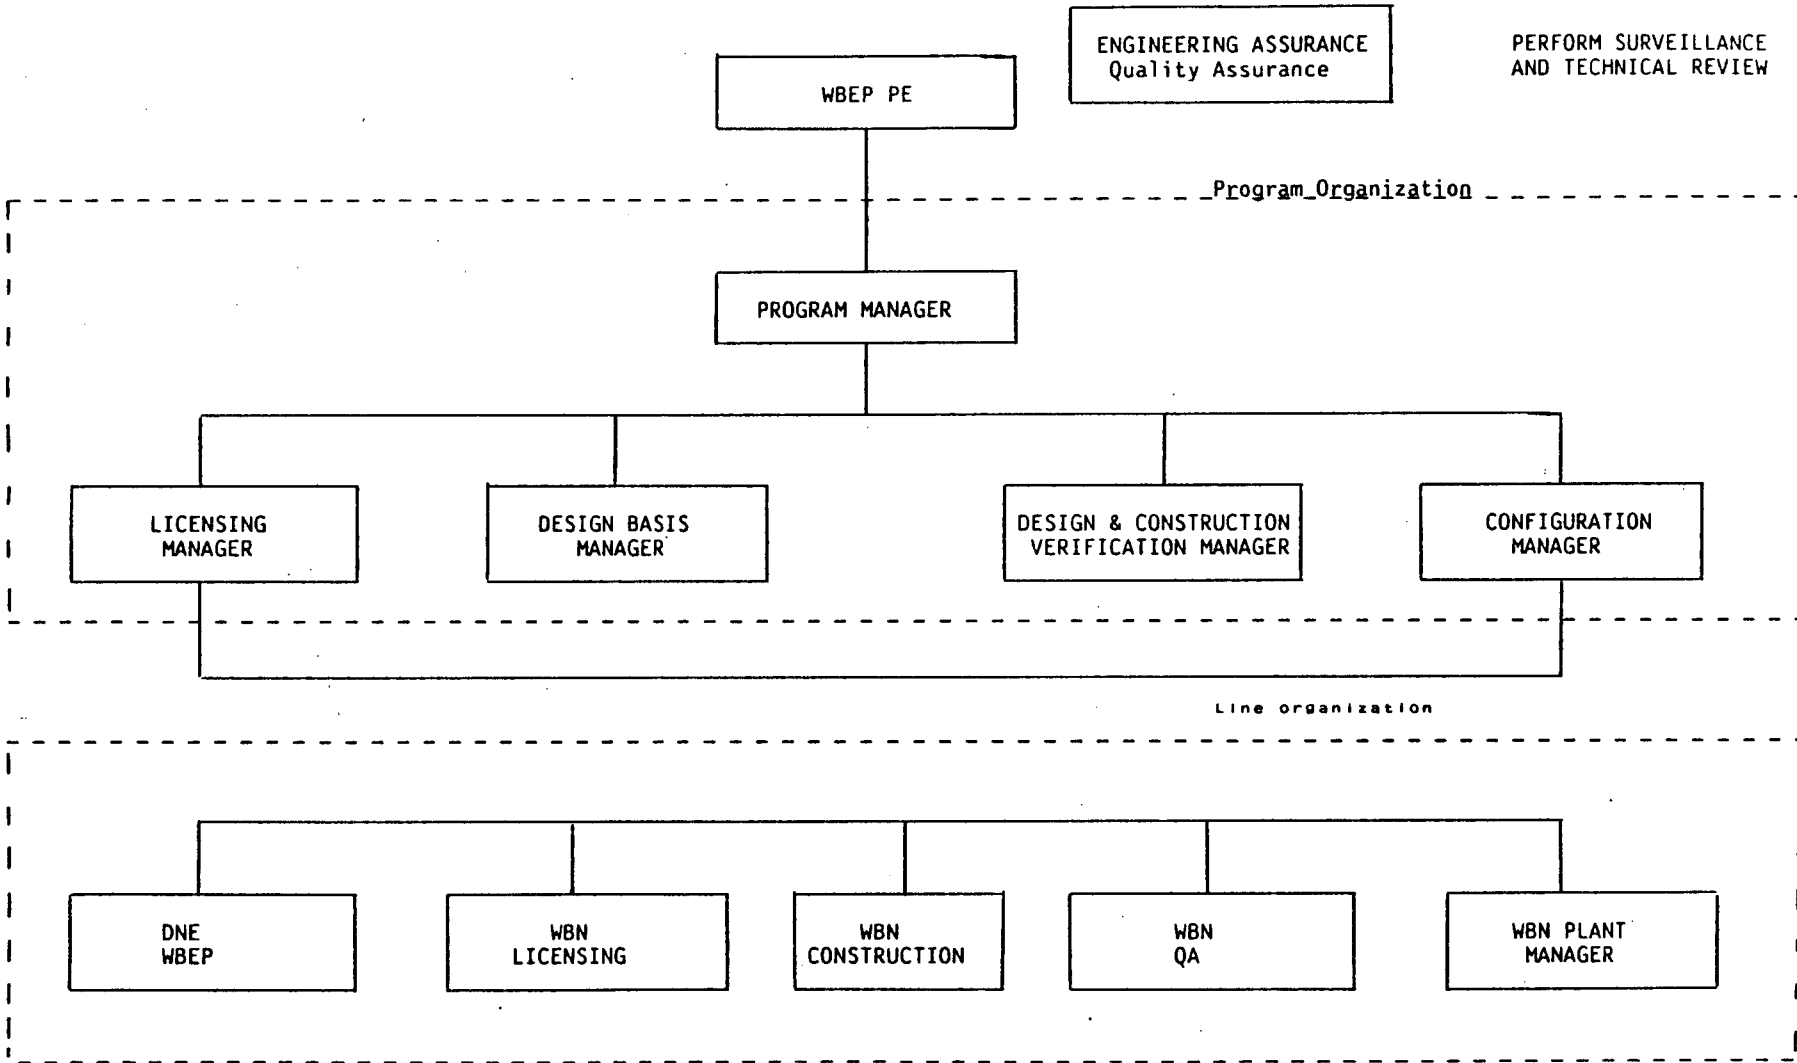 ENGINEERING ASSURANCE
Quality Assurance
PERFORM SURVEILLANCE
AND TECHNICAL REVIEW
WBEP PE
Program Organization
PROGRAM MANAGER
LICENSING
MANAGER
DESIGN BASIS
MANAGER
DESIGN & CONSTRUCTION
VERIFICATION MANAGER
CONFIGURATION
MANAGER
Line organization
DNE
WBEP
WBN
LICENSING
WBN
CONSTRUCTION
WBN
QA
WBN PLANT
MANAGER